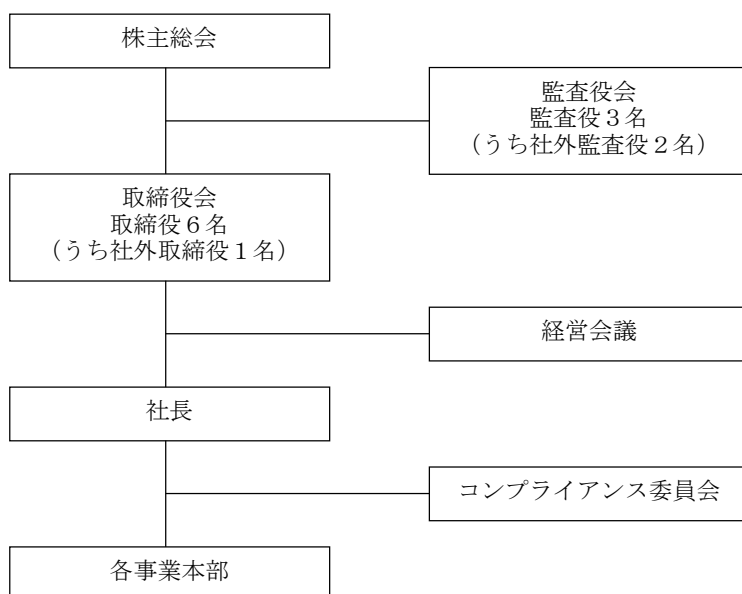 株主総会
監査役会
監査役３名
（うち社外監査役２名）
取締役会
取締役６名
（うち社外取締役１名）
経営会議
社長
コンプライアンス委員会
各事業本部